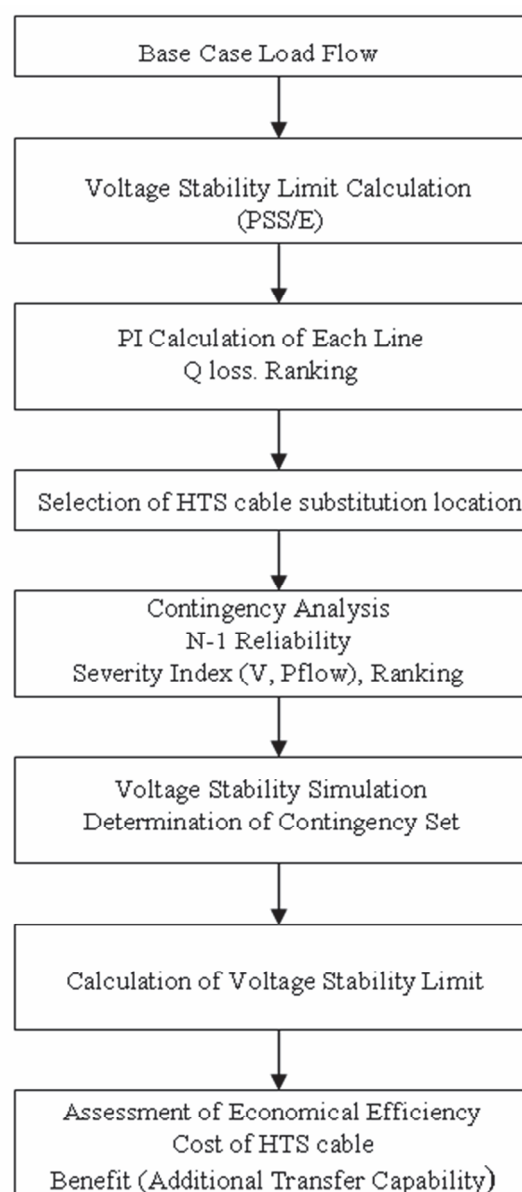 Base Case Load Flow
Voltage Stability Limit Calculation
(PSS/E)
PI Calculation of Each Line
Q loss. Ranking
Selection of HTS cable substitution location
Contingency Analysis
N-1 Reliability
Severity Index (V, Pflow), Ranking
Voltage Stability Simulation
Determination of Contingency Set
Calculation of Voltage Stability Limit
Assessment of Economical Efficiency
Cost of HTS cable
Benefit (Additional Transfer Capability)